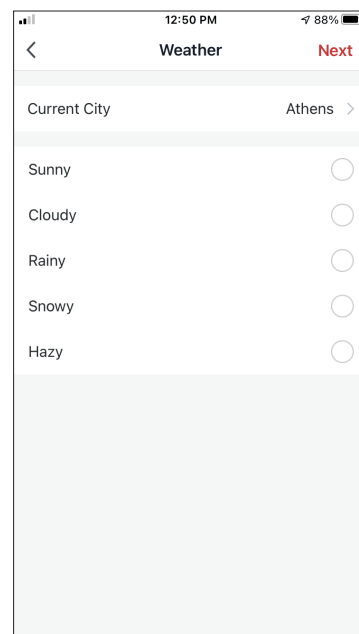 12:50 PM 88%
Weather Next
Current City Athens
Sunny
Cloudy
Rainy
Snowy
Hazy